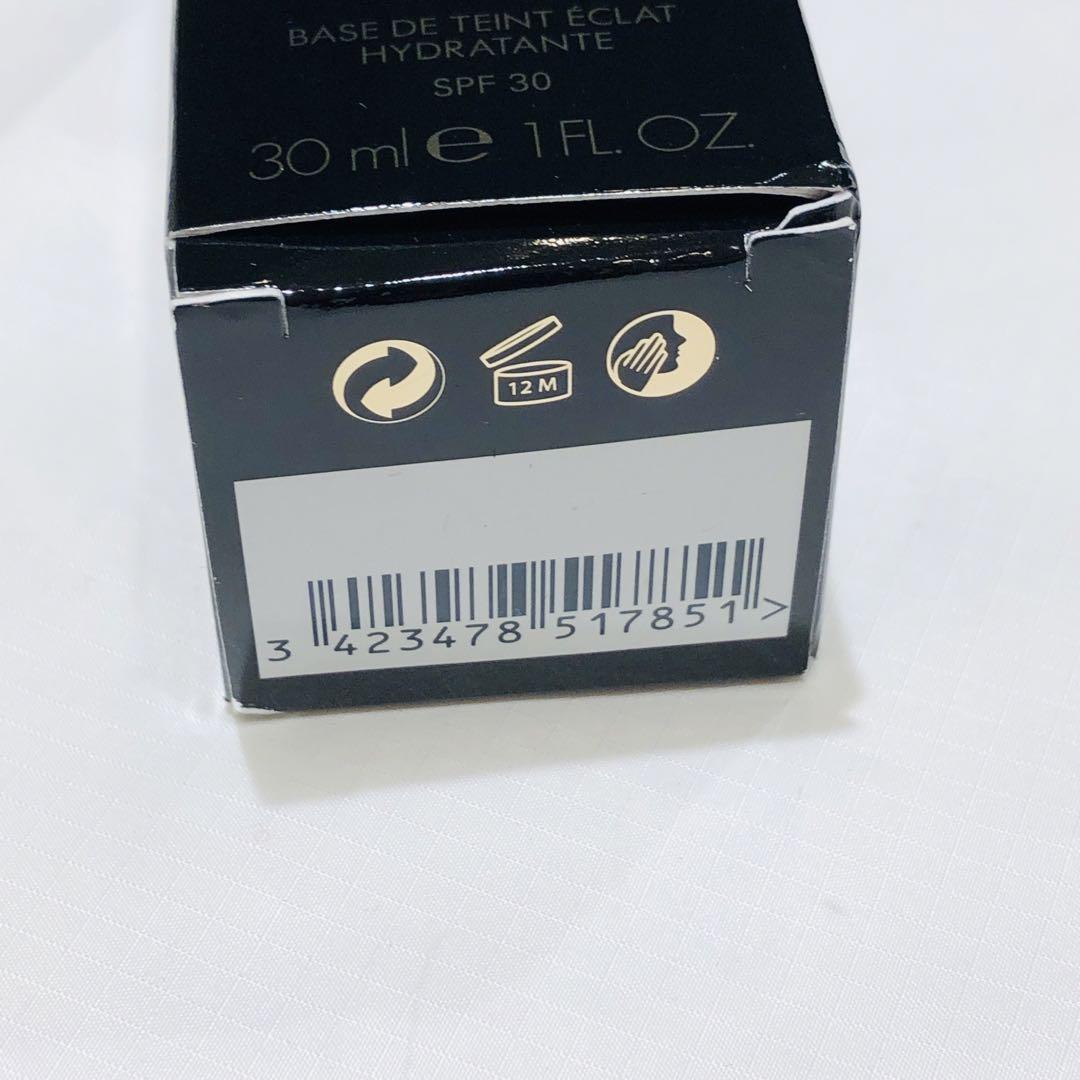 BASE DE TEINT ÉCLAT
HYDRATANTE
SPF 30
30 ml ℮ 1 FL. OZ.
12 M
3 423478 517851 >